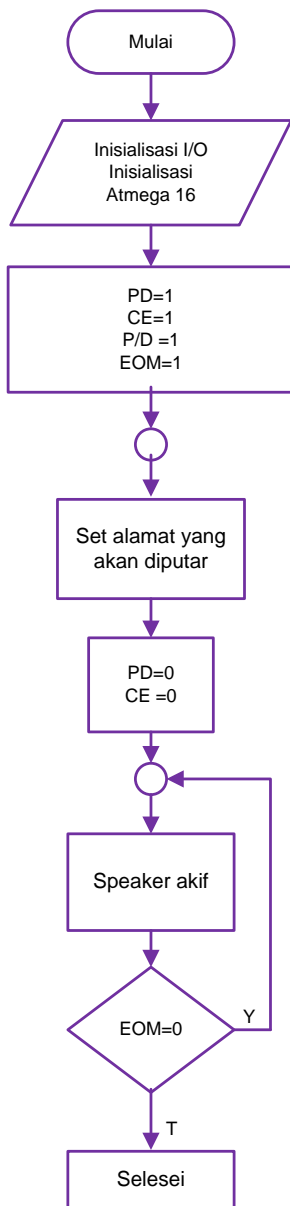 Mulai
Inisialisasi I/O
Inisialisasi
Atmega 16
PD=1
CE=1
P/D =1
EOM=1
Set alamat yang
akan diputar
PD=0
CE =0
Speaker akif
EOM=0
Y
T
Selesei